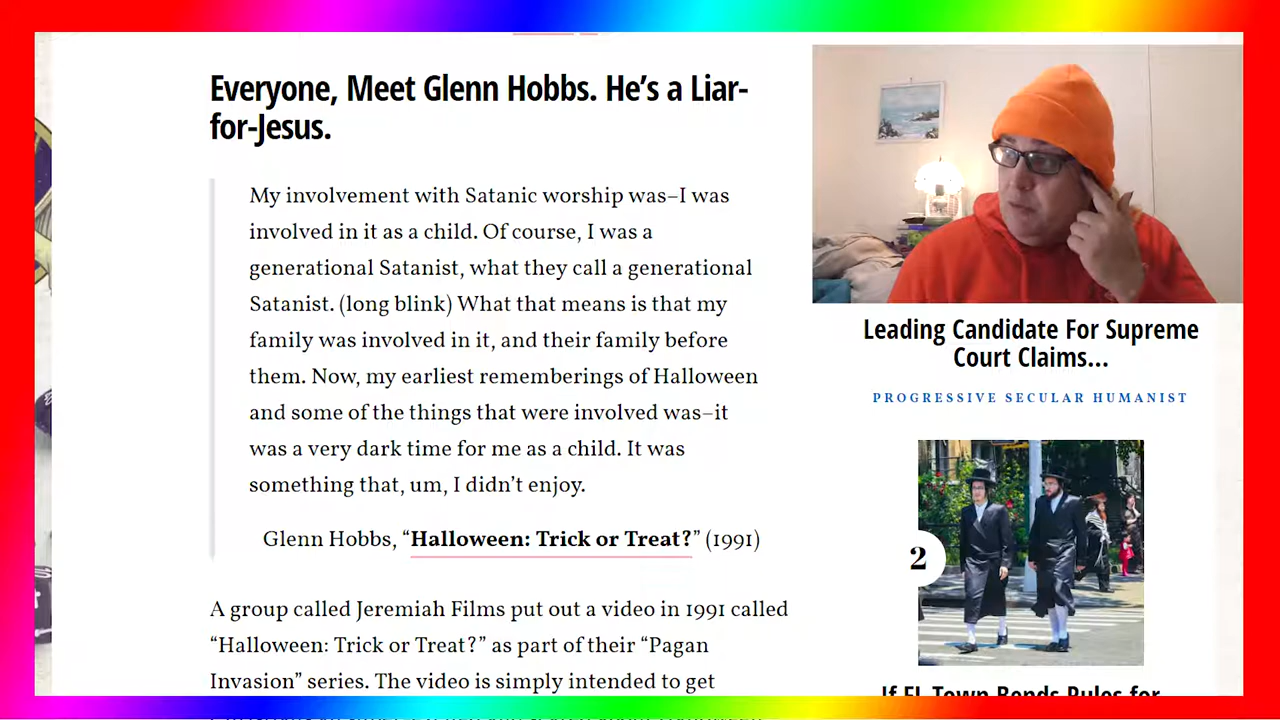 Everyone, Meet Glenn Hobbs. He’s a Liar-
for-Jesus.
My involvement with Satanic worship was–I was
involved in it as a child. Of course, I was a
generational Satanist, what they call a generational
Satanist. (long blink) What that means is that my
family was involved in it, and their family before
them. Now, my earliest rememberings of Halloween
and some of the things that were involved was–it
was a very dark time for me as a child. It was
something that, um, I didn’t enjoy.
Glenn Hobbs, “Halloween: Trick or Treat?” (1991)
A group called Jeremiah Films put out a video in 1991 called
“Halloween: Trick or Treat?” as part of their “Pagan
Invasion” series. The video is simply intended to get
Leading Candidate For Supreme
Court Claims...
PROGRESSIVE SECULAR HUMANIST
2
If FL Town Bends Rules for